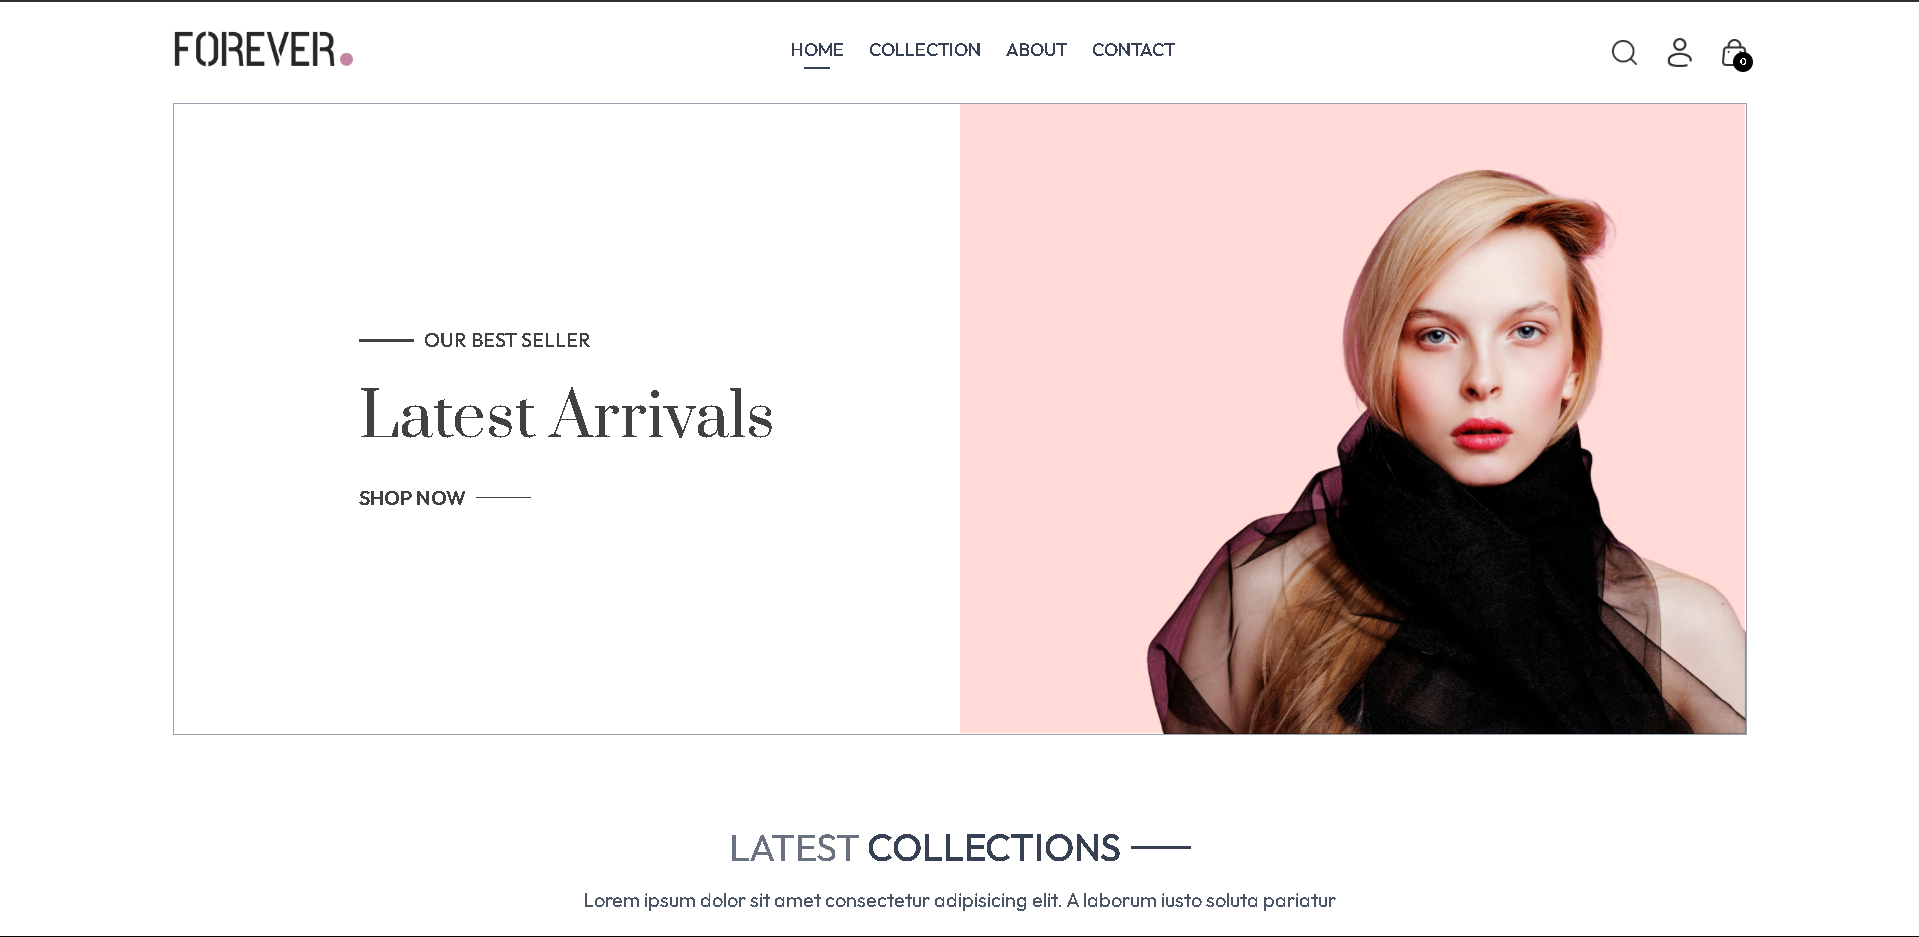 FOREVER.
HOME COLLECTION ABOUT CONTACT
0
OUR BEST SELLER
Latest Arrivals
SHOP NOW
LATEST COLLECTIONS
Lorem ipsum dolor sit amet consectetur adipisicing elit. A laborum iusto soluta pariatur